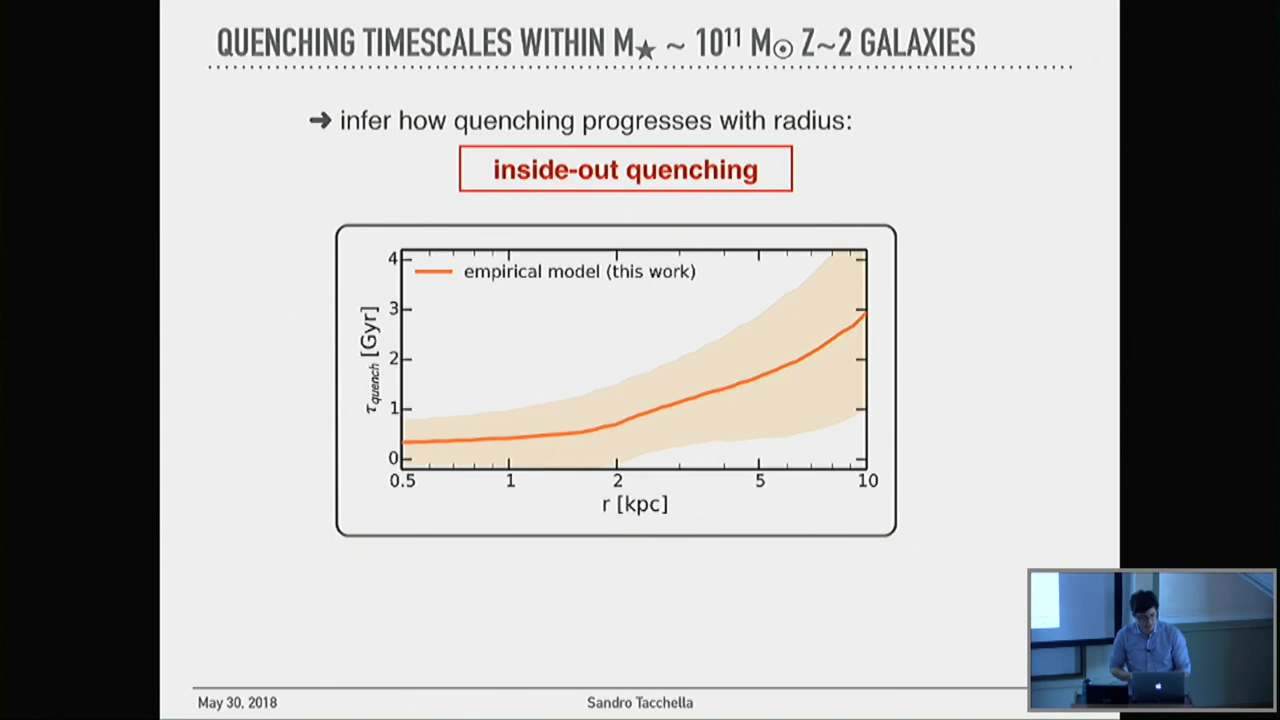 QUENCHING TIMESCALES WITHIN M★ ~ 10¹¹ M⊙ Z~2 GALAXIES
➜ infer how quenching progresses with radius:
inside-out quenching
empirical model (this work)
4
3
2
1
0
τquench [Gyr]
0.5 1 2 5 10
r [kpc]
May 30, 2018 Sandro Tacchella